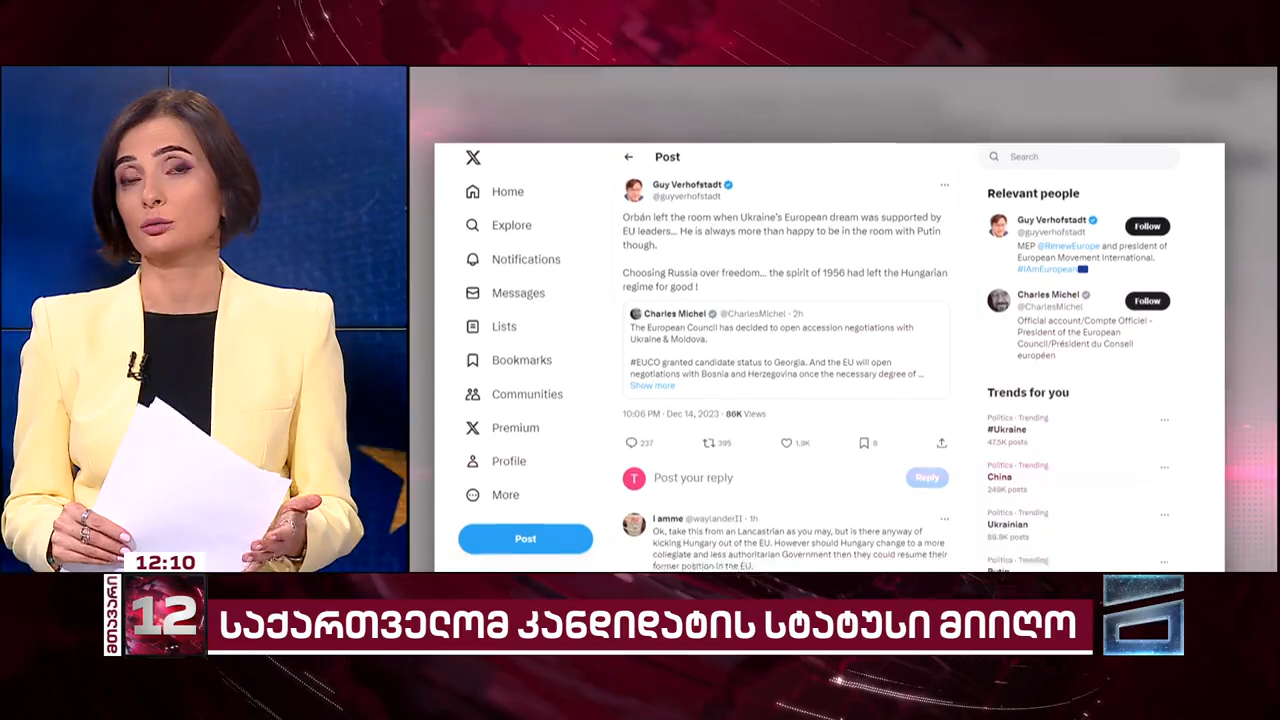 X
Home
Explore
Notifications
Messages
Lists
Bookmarks
Communities
Premium
Profile
More
Post
Post
Guy Verhofstadt
@guyverhofstadt
Orbán left the room when Ukraine's European dream was supported by
EU leaders... He is always more than happy to be in the room with Putin
though.
Choosing Russia over freedom... the spirit of 1956 had left the Hungarian
regime for good !
Charles Michel @CharlesMichel · 2h
The European Council has decided to open accession negotiations with
Ukraine & Moldova.
#EUCO granted candidate status to Georgia. And the EU will open
negotiations with Bosnia and Herzegovina once the necessary degree of ...
Show more
10:06 PM · Dec 14, 2023 · 86K Views
237 395 1.9K 8
T Post your reply Reply
I amme @waylanderII · 1h
Ok, take this from an Lancastrian as you may, but is there anyway of
kicking Hungary out of the EU. However should Hungary change to a more
collegiate and less authoritarian Government then they could resume their
former position in the EU.
Search
Relevant people
Guy Verhofstadt
@guyverhofstadt
Follow
MEP @RenewEurope and president of
European Movement International.
#IAmEuropean
Charles Michel
@CharlesMichel
Follow
Official account/Compte Officiel -
President of the European
Council/Président du Conseil
européen
Trends for you
Politics · Trending
#Ukraine
47.5K posts
Politics · Trending
China
249K posts
Politics · Trending
Ukrainian
89.8K posts
Politics · Trending
Putin
12:10
მთავარი
12
საქართველომ კანდიდატის სტატუსი მიიღო